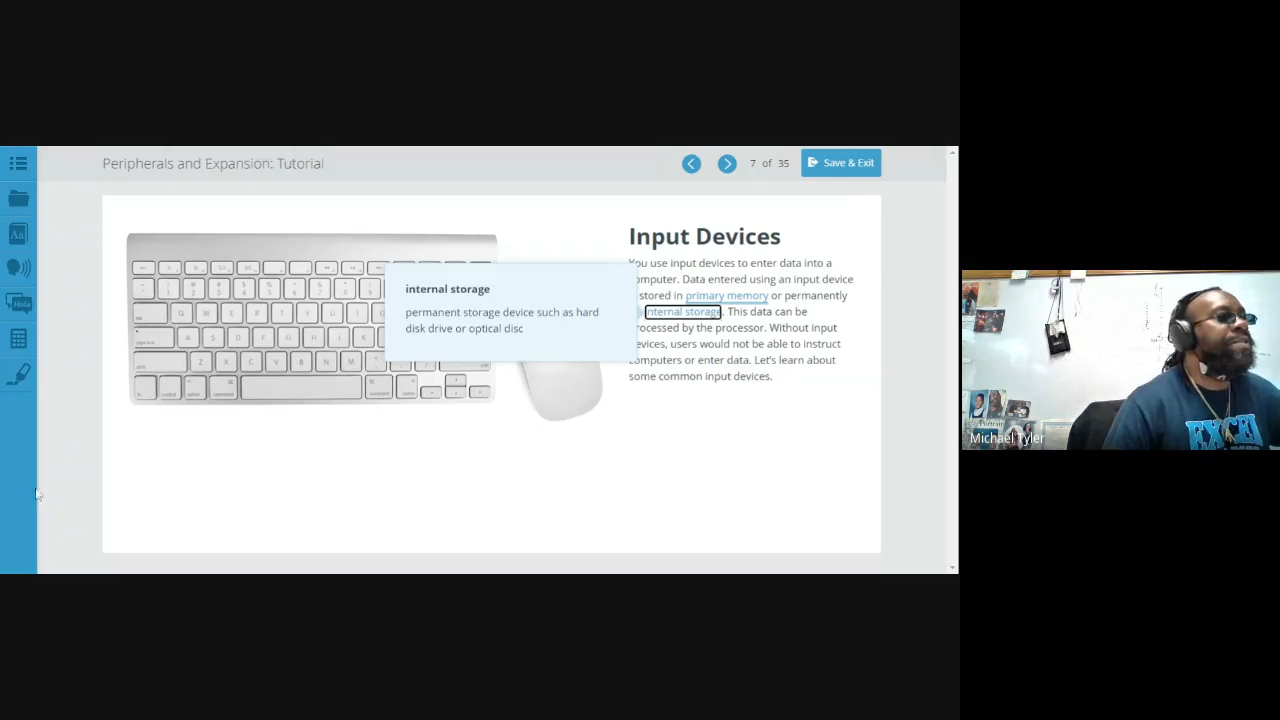 Peripherals and Expansion: Tutorial
7 of 35
Save & Exit
Input Devices
You use input devices to enter data into a
computer. Data entered using an input device
stored in primary memory or permanently
internal storage. This data can be
processed by the processor. Without input
devices, users would not be able to instruct
computers or enter data. Let's learn about
some common input devices.
internal storage
permanent storage device such as hard
disk drive or optical disc
Aa
Hola
Q W E R T Y U I O
A S D F G H J K
Z X C V B N M
Michael Tyler
EXCEL